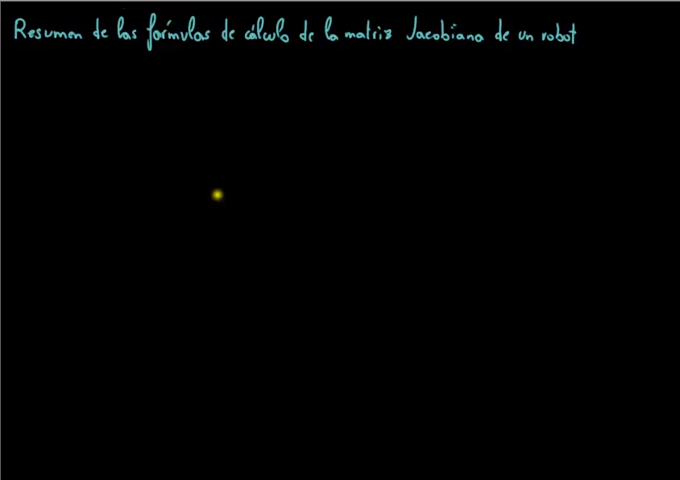 Resumen de las fórmulas de cálculo de la matriz Jacobiana de un robot